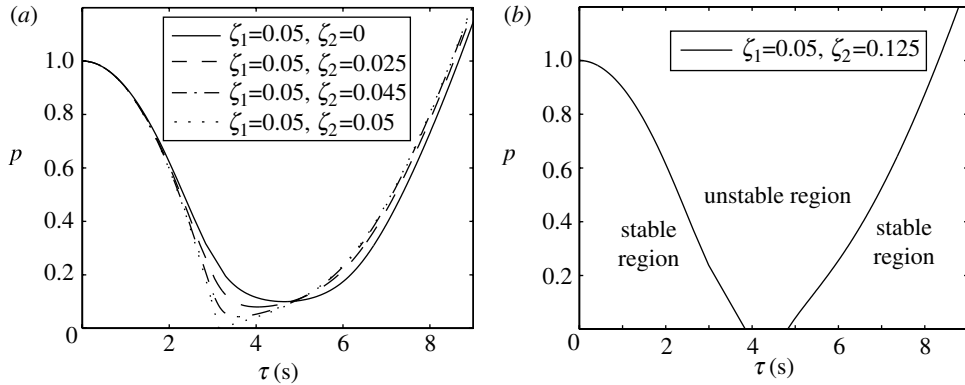 (a)
ζ1=0.05, ζ2=0
ζ1=0.05, ζ2=0.025
ζ1=0.05, ζ2=0.045
ζ1=0.05, ζ2=0.05
1.0
0.8
0.6
0.4
0.2
0
p
0 2 4 6 8
τ (s)
(b)
ζ1=0.05, ζ2=0.125
1.0
0.8
0.6
0.4
0.2
0
p
unstable region
stable
region
stable
region
0 2 4 6 8
τ (s)